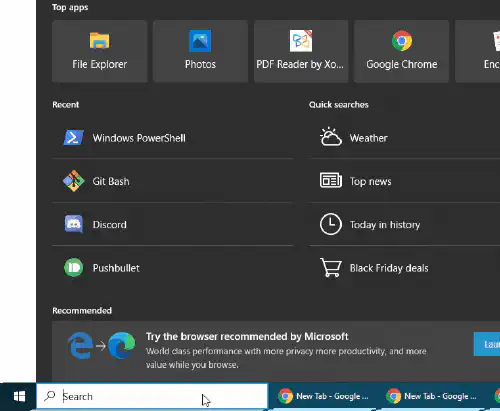 Top apps
File Explorer
Photos
PDF Reader by Xo...
Google Chrome
Enc
Recent
Quick searches
Windows PowerShell
Weather
Git Bash
Top news
Discord
Today in history
Pushbullet
Black Friday deals
Recommended
Try the browser recommended by Microsoft
World class performance with more privacy more productivity, and more
value while you browse.
Lau
Search
New Tab - Google ...
New Tab - Google ...